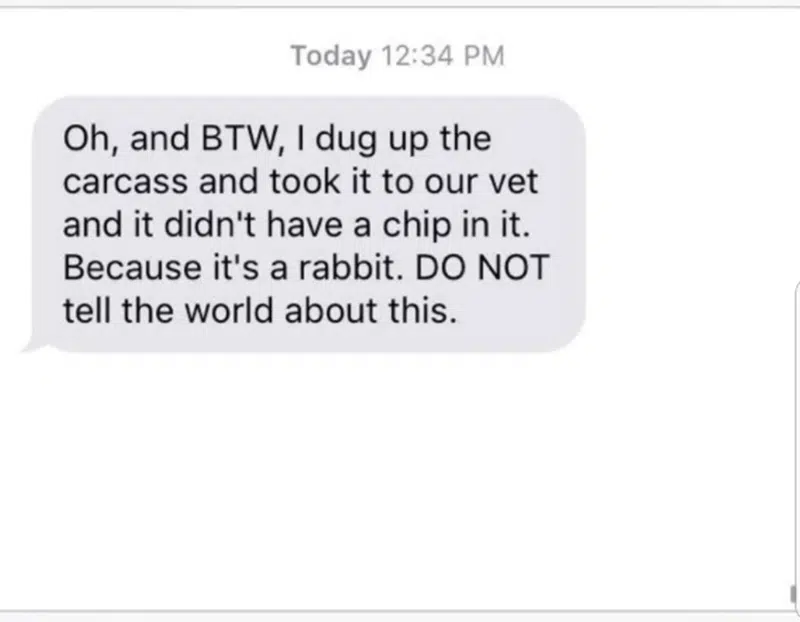 Today 12:34 PM
Oh, and BTW, I dug up the
carcass and took it to our vet
and it didn't have a chip in it.
Because it's a rabbit. DO NOT
tell the world about this.